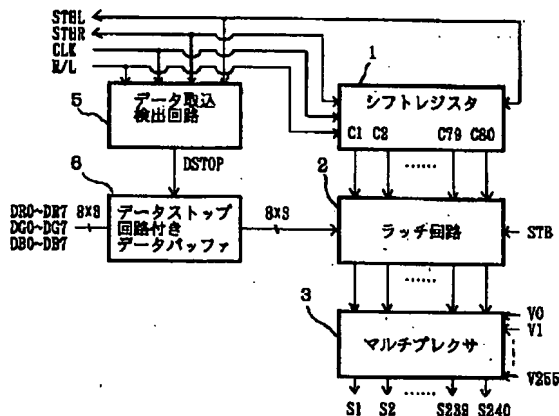 STHL
STHR
CLK
R/L
5
データ取込
検出回路
1
シフトレジスタ
C1 C2 C79 C80
DSTOP
6
DR0~DR7
DG0~DG7
DB0~DB7
8×3
データストップ
回路付き
データバッファ
8×3
2
......
ラッチ回路
STB
......
3
マルチプレクサ
V0
V1
V255
......
S1 S2 S239 S240